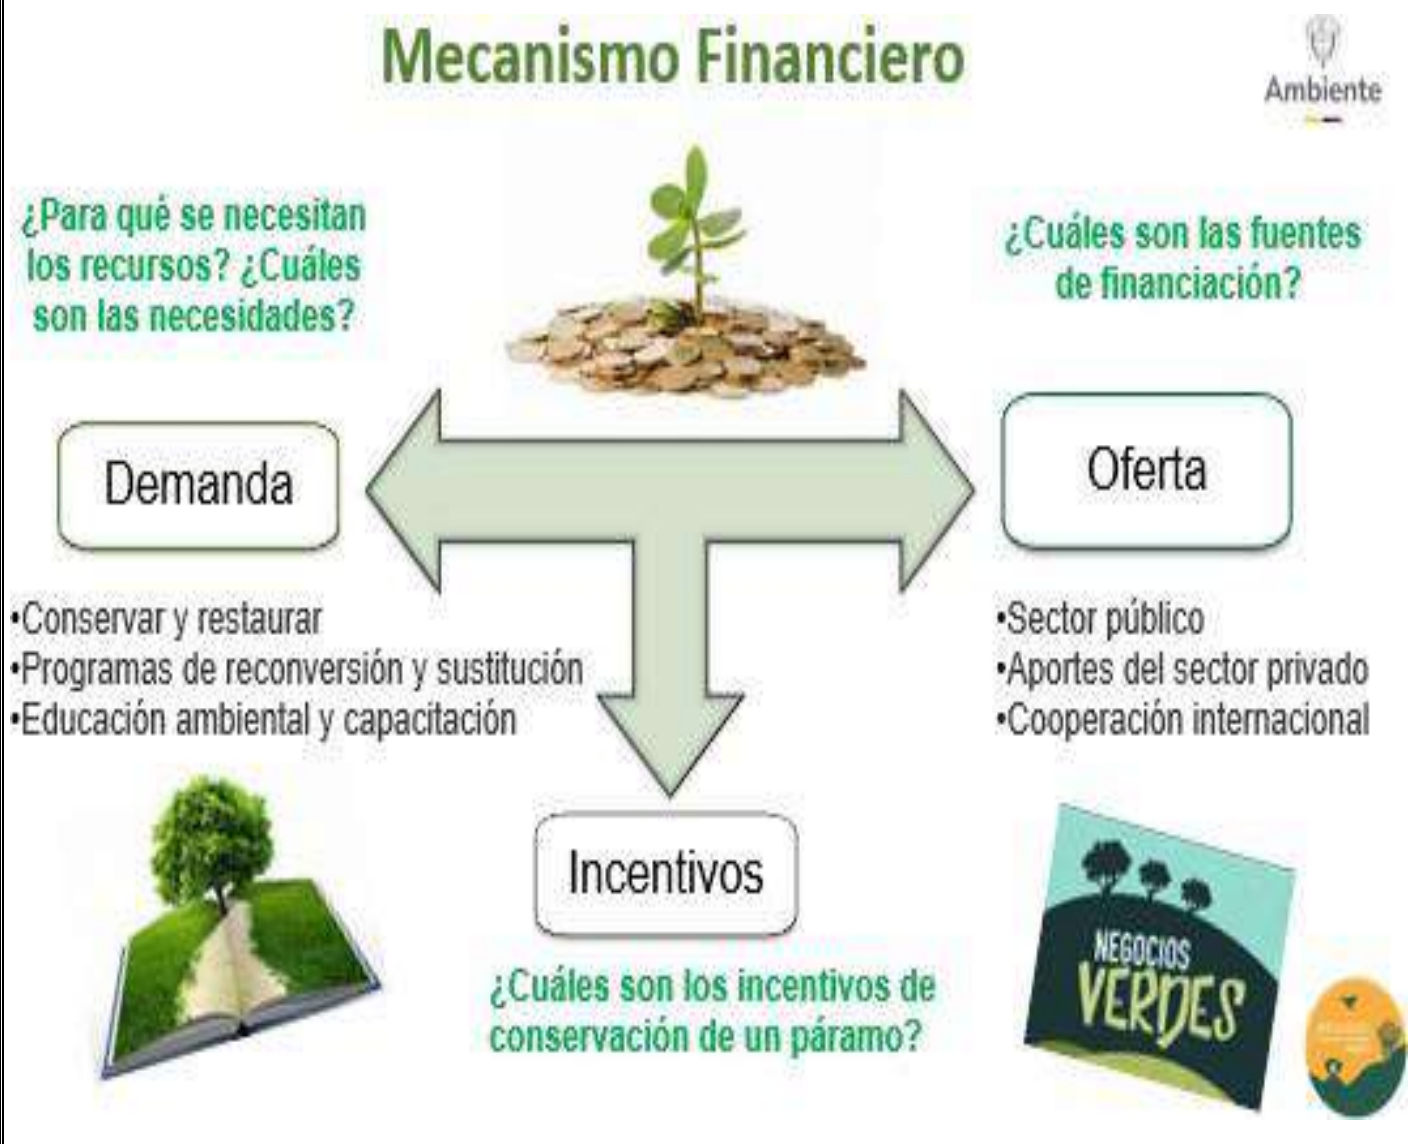 Mecanismo Financiero
Ambiente
¿Para qué se necesitan
los recursos? ¿Cuáles
son las necesidades?
¿Cuáles son las fuentes
de financiación?
Demanda
Oferta
•Conservar y restaurar
•Programas de reconversión y sustitución
•Educación ambiental y capacitación
•Sector público
•Aportes del sector privado
•Cooperación internacional
Incentivos
¿Cuáles son los incentivos de
conservación de un páramo?
NEGOCIOS
VERDES